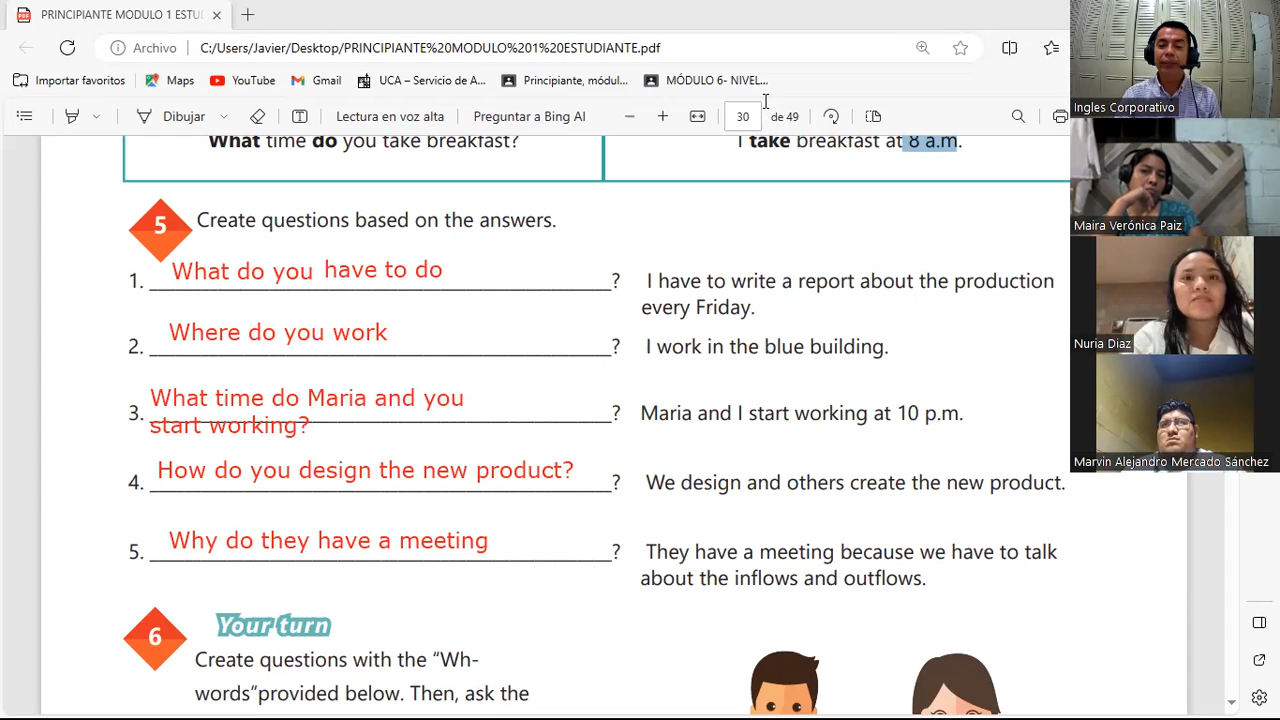 PRINCIPIANTE MODULO 1 ESTU
Archivo C:/Users/Javier/Desktop/PRINCIPIANTE%20MODULO%201%20ESTUDIANTE.pdf
Importar favoritos Maps YouTube Gmail UCA – Servicio de A... Principiante, módul... MÓDULO 6- NIVEL...
Dibujar Lectura en voz alta Preguntar a Bing AI 30 de 49
What time do you take breakfast? I take breakfast at 8 a.m.
5 Create questions based on the answers.
1. What do you have to do ? I have to write a report about the production
every Friday.
2. Where do you work ? I work in the blue building.
3. What time do Maria and you
start working? ? Maria and I start working at 10 p.m.
4. How do you design the new product? ? We design and others create the new product.
5. Why do they have a meeting ? They have a meeting because we have to talk
about the inflows and outflows.
6 Your turn
Create questions with the “Wh-
words”provided below. Then, ask the
Ingles Corporativo
Maira Verónica Paiz
Nuria Diaz
Marvin Alejandro Mercado Sánchez